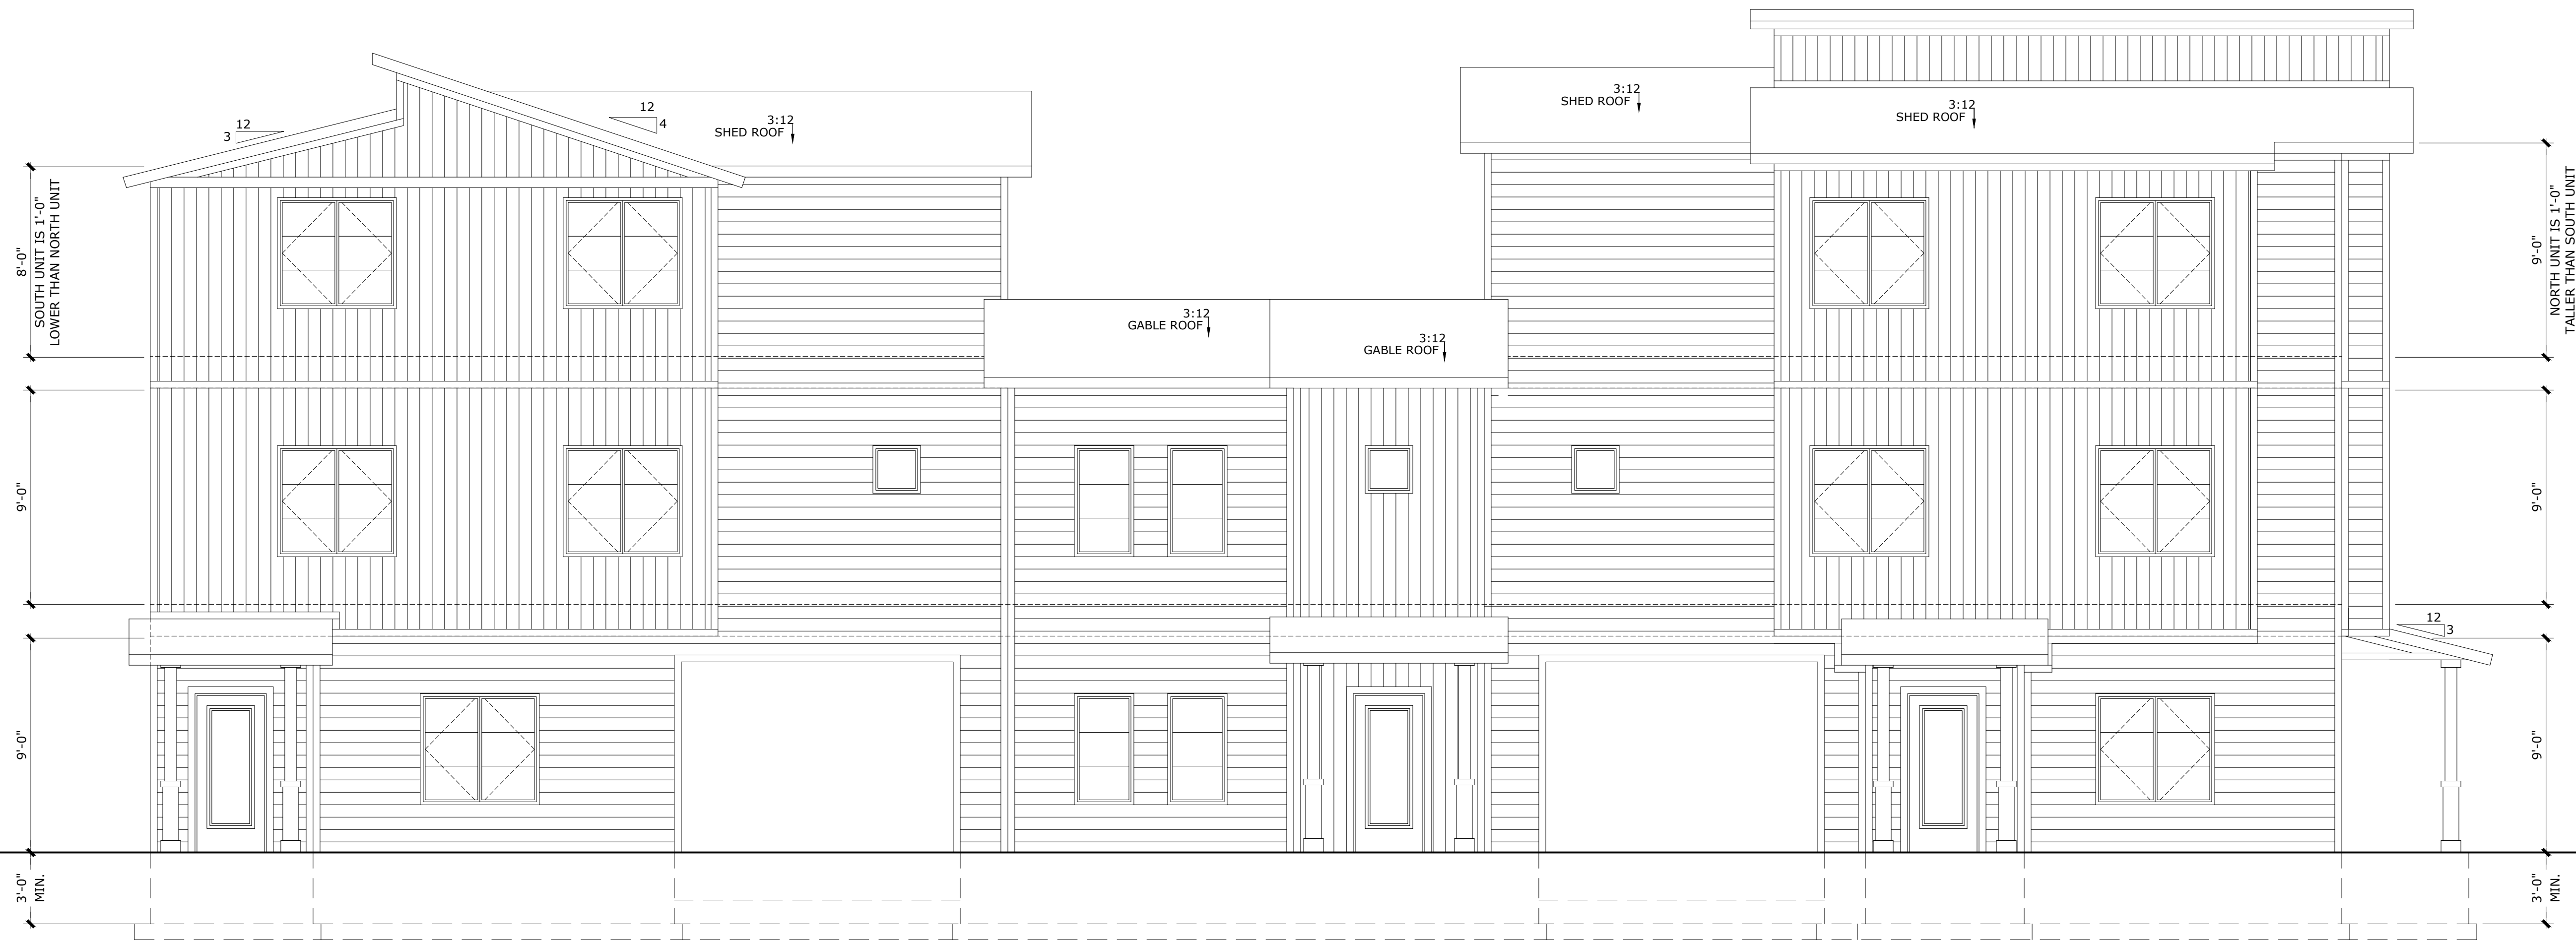 12
3
12
4
3:12
SHED ROOF
3:12
SHED ROOF
3:12
SHED ROOF
8'-0"
SOUTH UNIT IS 1'-0"
LOWER THAN NORTH UNIT
9'-0"
NORTH UNIT IS 1'-0"
TALLER THAN SOUTH UNIT
3:12
GABLE ROOF
3:12
GABLE ROOF
9'-0"
9'-0"
12
3
9'-0"
9'-0"
3'-0"
MIN.
3'-0"
MIN.